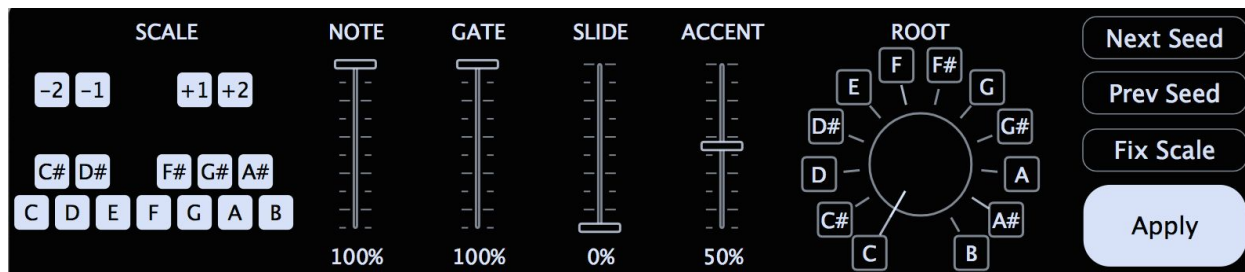 SCALE NOTE GATE SLIDE ACCENT ROOT
-2 -1 +1 +2
C# D# F# G# A#
C D E F G A B
100% 100% 0% 50%
F F#
E G
D# G#
D A
C# A#
C B
Next Seed
Prev Seed
Fix Scale
Apply